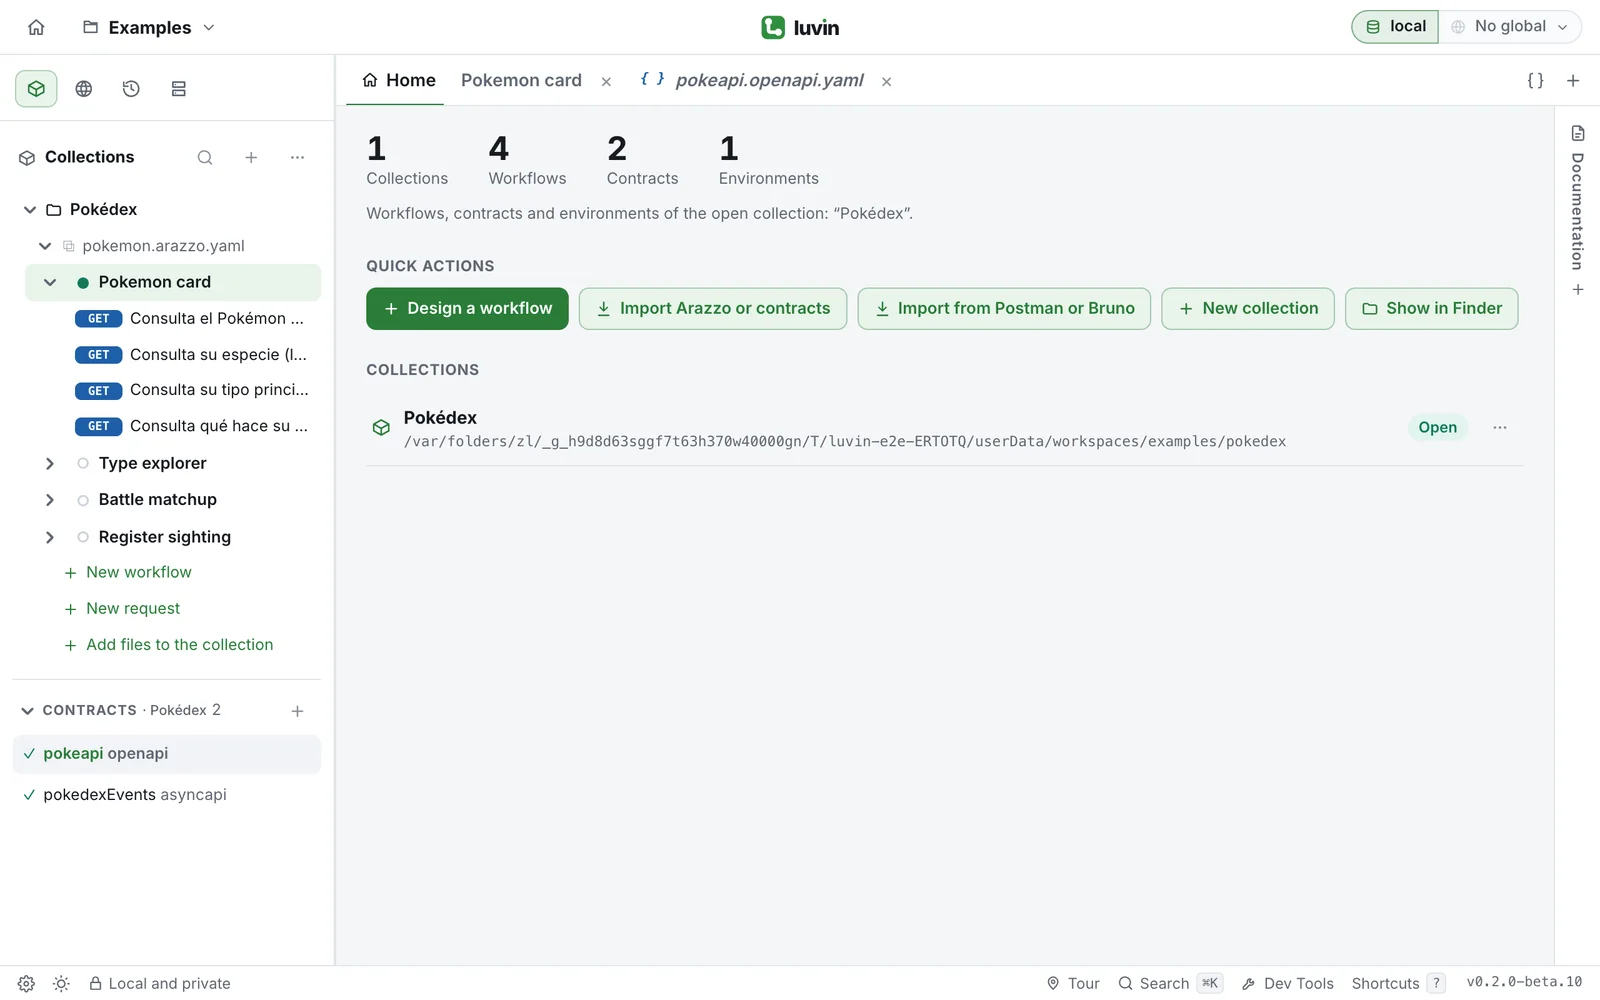 Examples
luvin
local
No global
Home
Pokemon card
{ } pokeapi.openapi.yaml
{}
Collections
Pokédex
pokemon.arazzo.yaml
Pokemon card
GET Consulta el Pokémon ...
GET Consulta su especie (l...
GET Consulta su tipo princi...
GET Consulta qué hace su ...
Type explorer
Battle matchup
Register sighting
+ New workflow
+ New request
+ Add files to the collection
CONTRACTS · Pokédex 2
pokeapi openapi
pokedexEvents asyncapi
1
Collections
4
Workflows
2
Contracts
1
Environments
Workflows, contracts and environments of the open collection: “Pokédex”.
QUICK ACTIONS
+ Design a workflow
Import Arazzo or contracts
Import from Postman or Bruno
+ New collection
Show in Finder
COLLECTIONS
Pokédex
/var/folders/zl/_g_h9d8d63sggf7t63h370w40000gn/T/luvin-e2e-ERTOTQ/userData/workspaces/examples/pokedex
Open
Documentation
Local and private
Tour
Search ⌘K
Dev Tools
Shortcuts ?
v0.2.0-beta.10